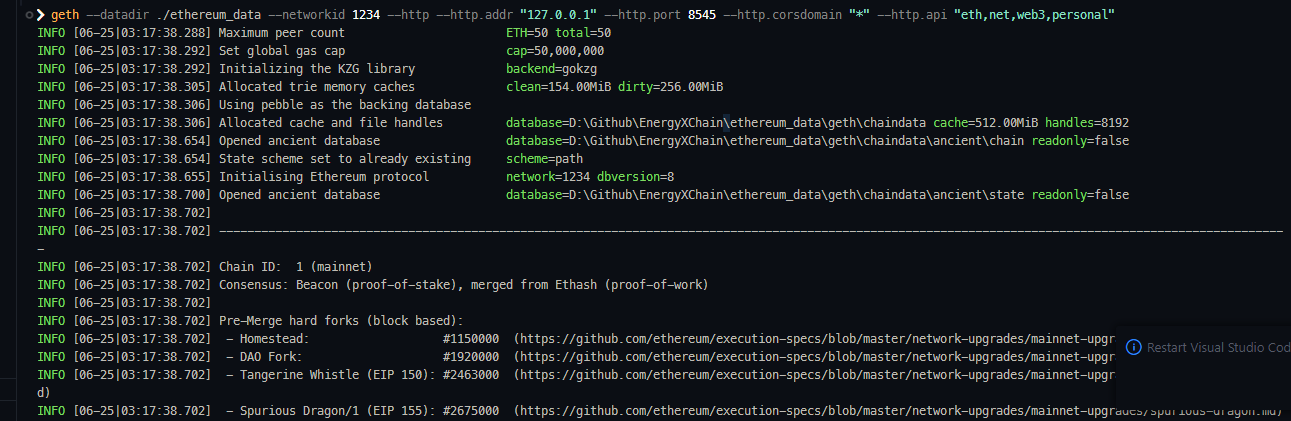 geth --datadir ./ethereum_data --networkid 1234 --http --http.addr "127.0.0.1" --http.port 8545 --http.corsdomain "*" --http.api "eth,net,web3,personal"
INFO [06-25|03:17:38.288] Maximum peer count                       ETH=50 total=50
INFO [06-25|03:17:38.292] Set global gas cap                       cap=50,000,000
INFO [06-25|03:17:38.292] Initializing the KZG library             backend=gokzg
INFO [06-25|03:17:38.305] Allocated trie memory caches             clean=154.00MiB dirty=256.00MiB
INFO [06-25|03:17:38.306] Using pebble as the backing database
INFO [06-25|03:17:38.306] Allocated cache and file handles         database=D:\Github\EnergyXChain\ethereum_data\geth\chaindata cache=512.00MiB handles=8192
INFO [06-25|03:17:38.654] Opened ancient database                  database=D:\Github\EnergyXChain\ethereum_data\geth\chaindata\ancient\chain readonly=false
INFO [06-25|03:17:38.654] State scheme set to already existing     scheme=path
INFO [06-25|03:17:38.655] Initialising Ethereum protocol           network=1234 dbversion=8
INFO [06-25|03:17:38.700] Opened ancient database                  database=D:\Github\EnergyXChain\ethereum_data\geth\chaindata\ancient\state readonly=false
INFO [06-25|03:17:38.702]
INFO [06-25|03:17:38.702] ---------------------------------------------------------------------------------------------------------------------------------------------------------
-
INFO [06-25|03:17:38.702] Chain ID:  1 (mainnet)
INFO [06-25|03:17:38.702] Consensus: Beacon (proof-of-stake), merged from Ethash (proof-of-work)
INFO [06-25|03:17:38.702]
INFO [06-25|03:17:38.702] Pre-Merge hard forks (block based):
INFO [06-25|03:17:38.702]  - Homestead:                   #1150000  (https://github.com/ethereum/execution-specs/blob/master/network-upgrades/mainnet-upgr
INFO [06-25|03:17:38.702]  - DAO Fork:                    #1920000  (https://github.com/ethereum/execution-specs/blob/master/network-upgrades/mainnet-upgr
INFO [06-25|03:17:38.702]  - Tangerine Whistle (EIP 150): #2463000  (https://github.com/ethereum/execution-specs/blob/master/network-upgrades/mainnet-upgr
d)
INFO [06-25|03:17:38.702]  - Spurious Dragon/1 (EIP 155): #2675000  (https://github.com/ethereum/execution-specs/blob/master/network-upgrades/mainnet-upgrades/spurious-dragon.md)
Restart Visual Studio Cod